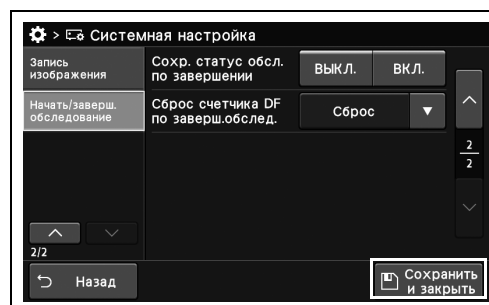 > Системная настройка
Запись
изображения
Начать/заверш.
обследование
2/2
Сохр. статус обсл.
по завершении
ВЫКЛ.
ВКЛ.
Сброс счетчика DF
по заверш.обслед.
Сброс
2
2
Назад
Сохранить
и закрыть